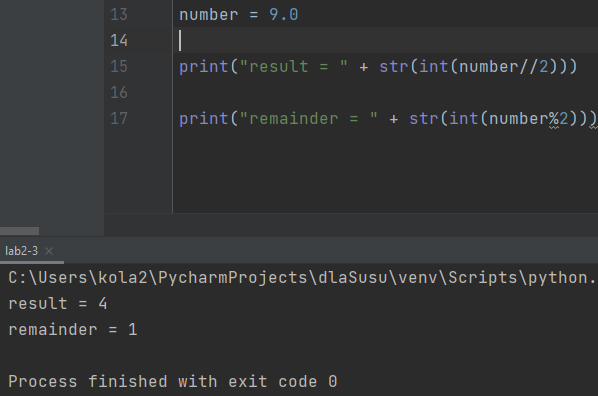 13 number = 9.0
14
15 print("result = " + str(int(number//2)))
16
17 print("remainder = " + str(int(number%2)))
lab2-3 ×
C:\Users\kola2\PycharmProjects\dlaSusu\venv\Scripts\python.
result = 4
remainder = 1
Process finished with exit code 0